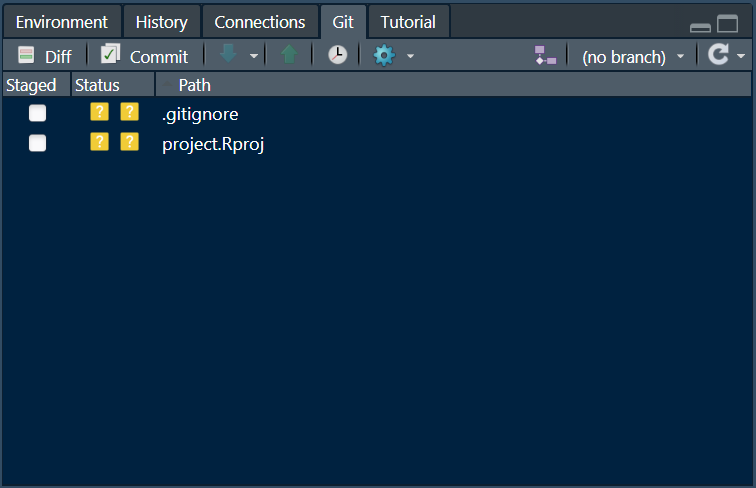 Environment History Connections Git Tutorial
Diff Commit (no branch)
Staged Status Path
? ? .gitignore
? ? project.Rproj